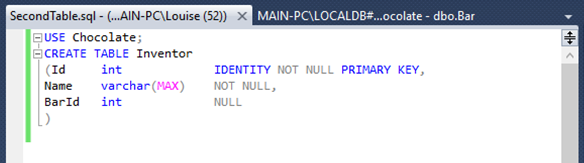 SecondTable.sql - (...AIN-PC\Louise (52)) × MAIN-PC\LOCALDB#...ocolate - dbo.Bar
USE Chocolate;
CREATE TABLE Inventor
(Id int IDENTITY NOT NULL PRIMARY KEY,
Name varchar(MAX) NOT NULL,
BarId int NULL
)